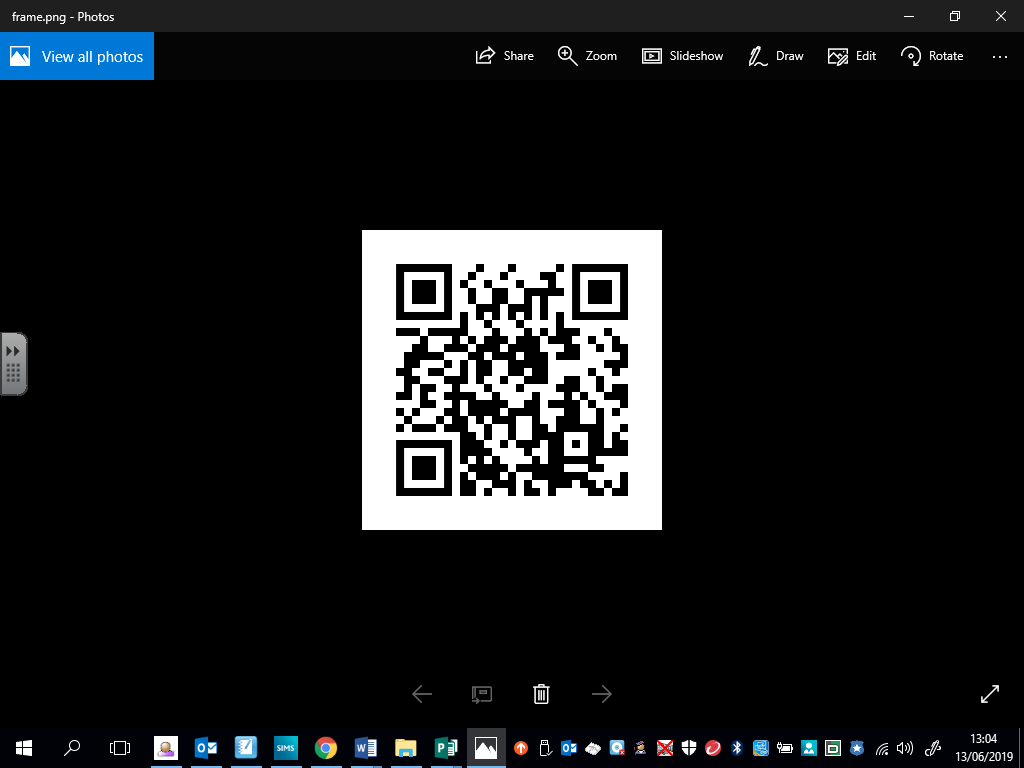 frame.png - Photos
View all photos
Share
Zoom
Slideshow
Draw
Edit
Rotate
SIMS
13:04
13/06/2019